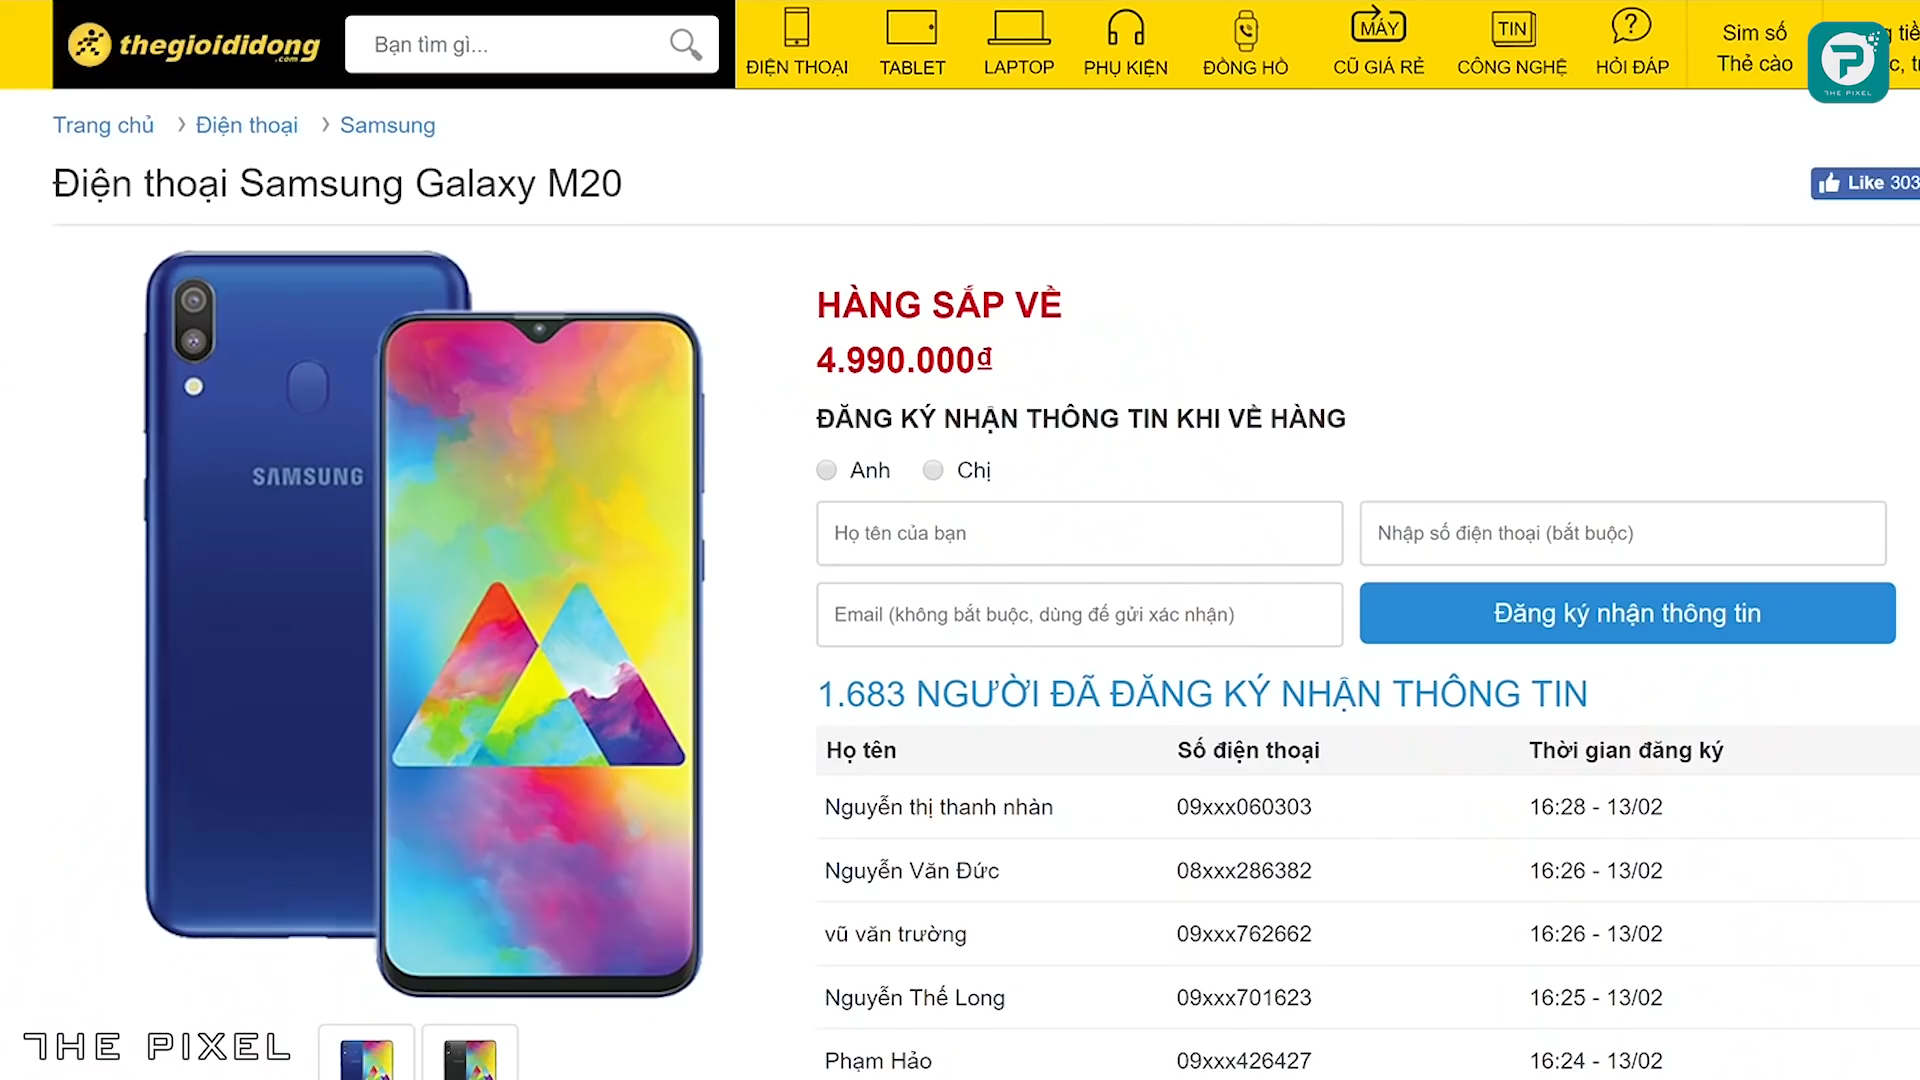 thegioididong
.com
Bạn tìm gì...
ĐIỆN THOẠI
TABLET
LAPTOP
PHỤ KIỆN
ĐỒNG HỒ
MÁY
CŨ GIÁ RẺ
TIN
CÔNG NGHỆ
HỎI ĐÁP
Sim số
Thẻ cào
THE PIXEL
Trang chủ › Điện thoại › Samsung
Điện thoại Samsung Galaxy M20
Like 303
SAMSUNG
HÀNG SẮP VỀ
4.990.000₫
ĐĂNG KÝ NHẬN THÔNG TIN KHI VỀ HÀNG
Anh Chị
Họ tên của bạn
Nhập số điện thoại (bắt buộc)
Email (không bắt buộc, dùng để gửi xác nhận)
Đăng ký nhận thông tin
1.683 NGƯỜI ĐÃ ĐĂNG KÝ NHẬN THÔNG TIN
Họ tên Số điện thoại Thời gian đăng ký
Nguyễn thị thanh nhàn 09xxx060303 16:28 - 13/02
Nguyễn Văn Đức 08xxx286382 16:26 - 13/02
vũ văn trường 09xxx762662 16:26 - 13/02
Nguyễn Thế Long 09xxx701623 16:25 - 13/02
Phạm Hảo 09xxx426427 16:24 - 13/02
THE PIXEL